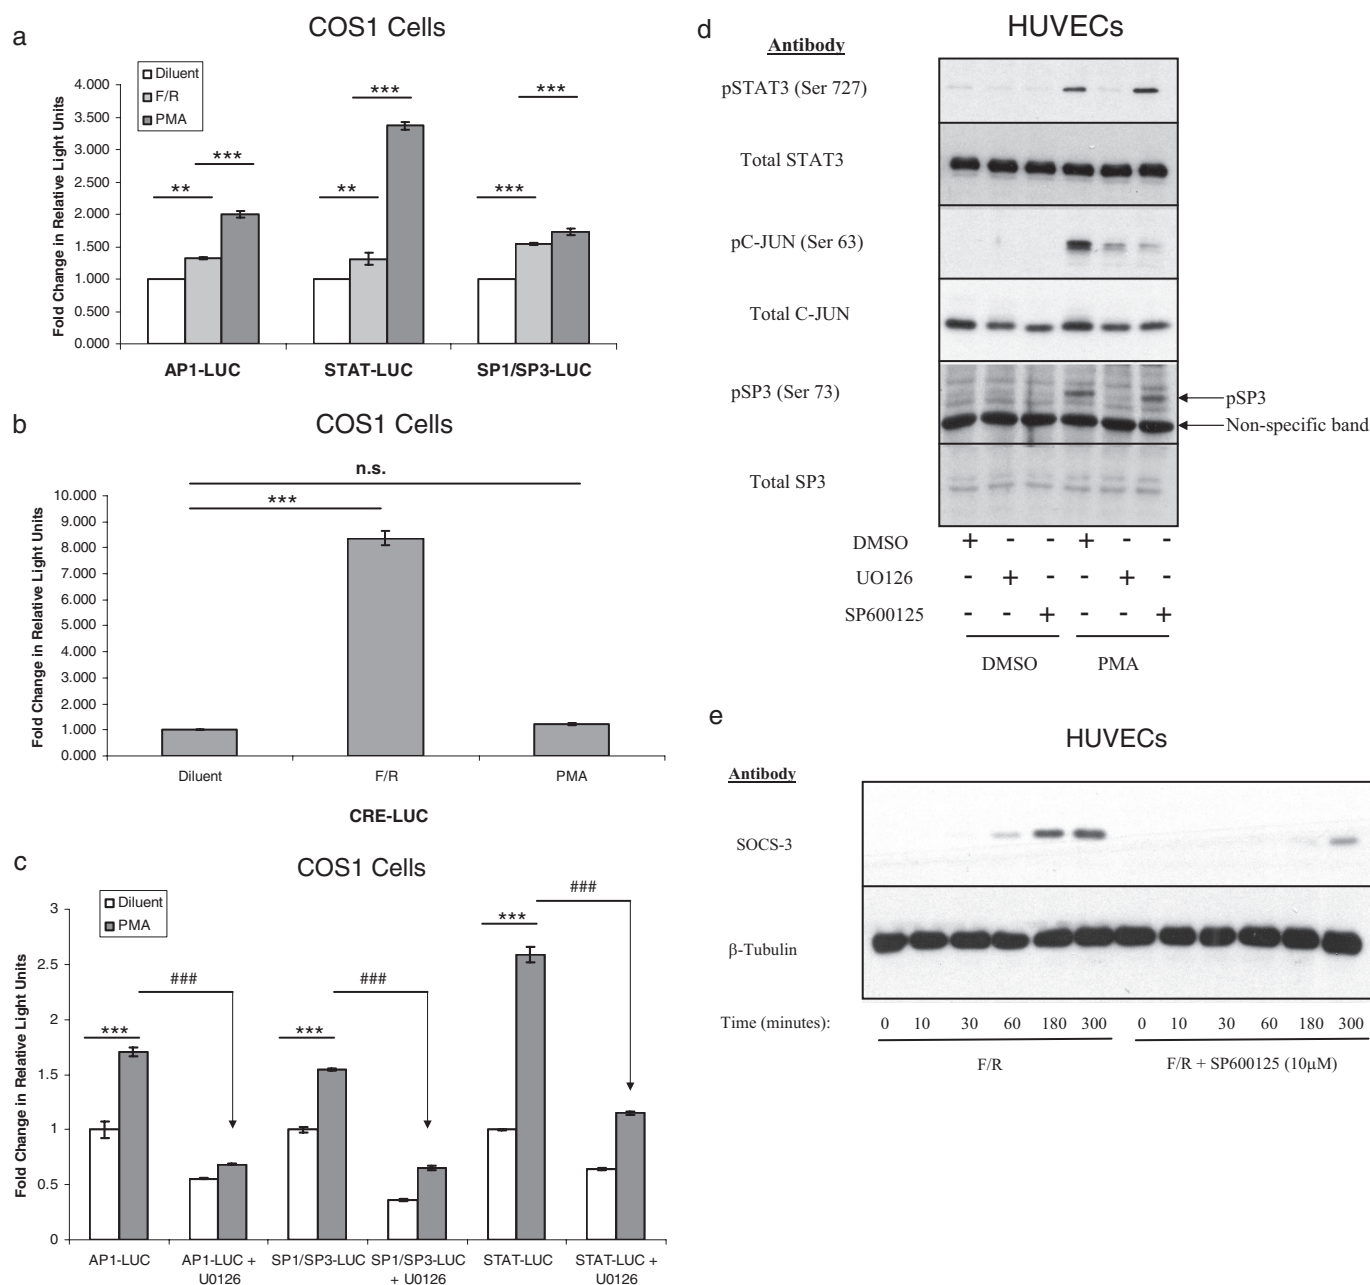 a
COS1 Cells
Diluent
F/R
PMA
Fold Change in Relative Light Units
4.000
3.500
3.000
2.500
2.000
1.500
1.000
0.500
0.000
** *** ** *** *** ***
AP1-LUC STAT-LUC SP1/SP3-LUC
b
COS1 Cells
n.s.
***
Fold Change in Relative Light Units
10.000
9.000
8.000
7.000
6.000
5.000
4.000
3.000
2.000
1.000
0.000
Diluent F/R PMA
CRE-LUC
c
COS1 Cells
Diluent
PMA
Fold Change in Relative Light Units
3
2.5
2
1.5
1
0.5
0
*** ### *** ### *** ###
AP1-LUC AP1-LUC + U0126 SP1/SP3-LUC SP1/SP3-LUC + U0126 STAT-LUC STAT-LUC + U0126
d
HUVECs
Antibody
pSTAT3 (Ser 727)
Total STAT3
pC-JUN (Ser 63)
Total C-JUN
pSP3 (Ser 73)
pSP3
Non-specific band
Total SP3
DMSO + - - + - -
UO126 - + - - + -
SP600125 - - + - - +
DMSO PMA
e
HUVECs
Antibody
SOCS-3
β-Tubulin
Time (minutes): 0 10 30 60 180 300 0 10 30 60 180 300
F/R F/R + SP600125 (10μM)